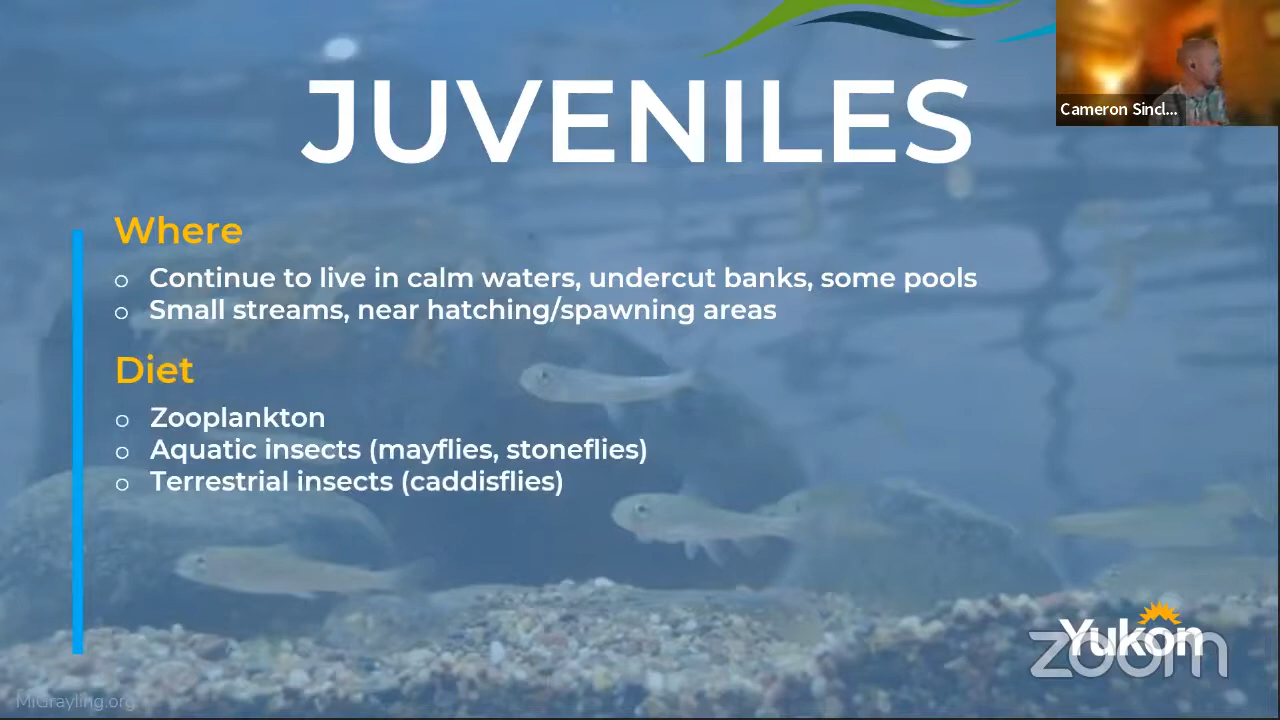 JUVENILES
Cameron Sincl...
Where
o Continue to live in calm waters, undercut banks, some pools
o Small streams, near hatching/spawning areas
Diet
o Zooplankton
o Aquatic insects (mayflies, stoneflies)
o Terrestrial insects (caddisflies)
Yukon
zoom
MiGrayling.org